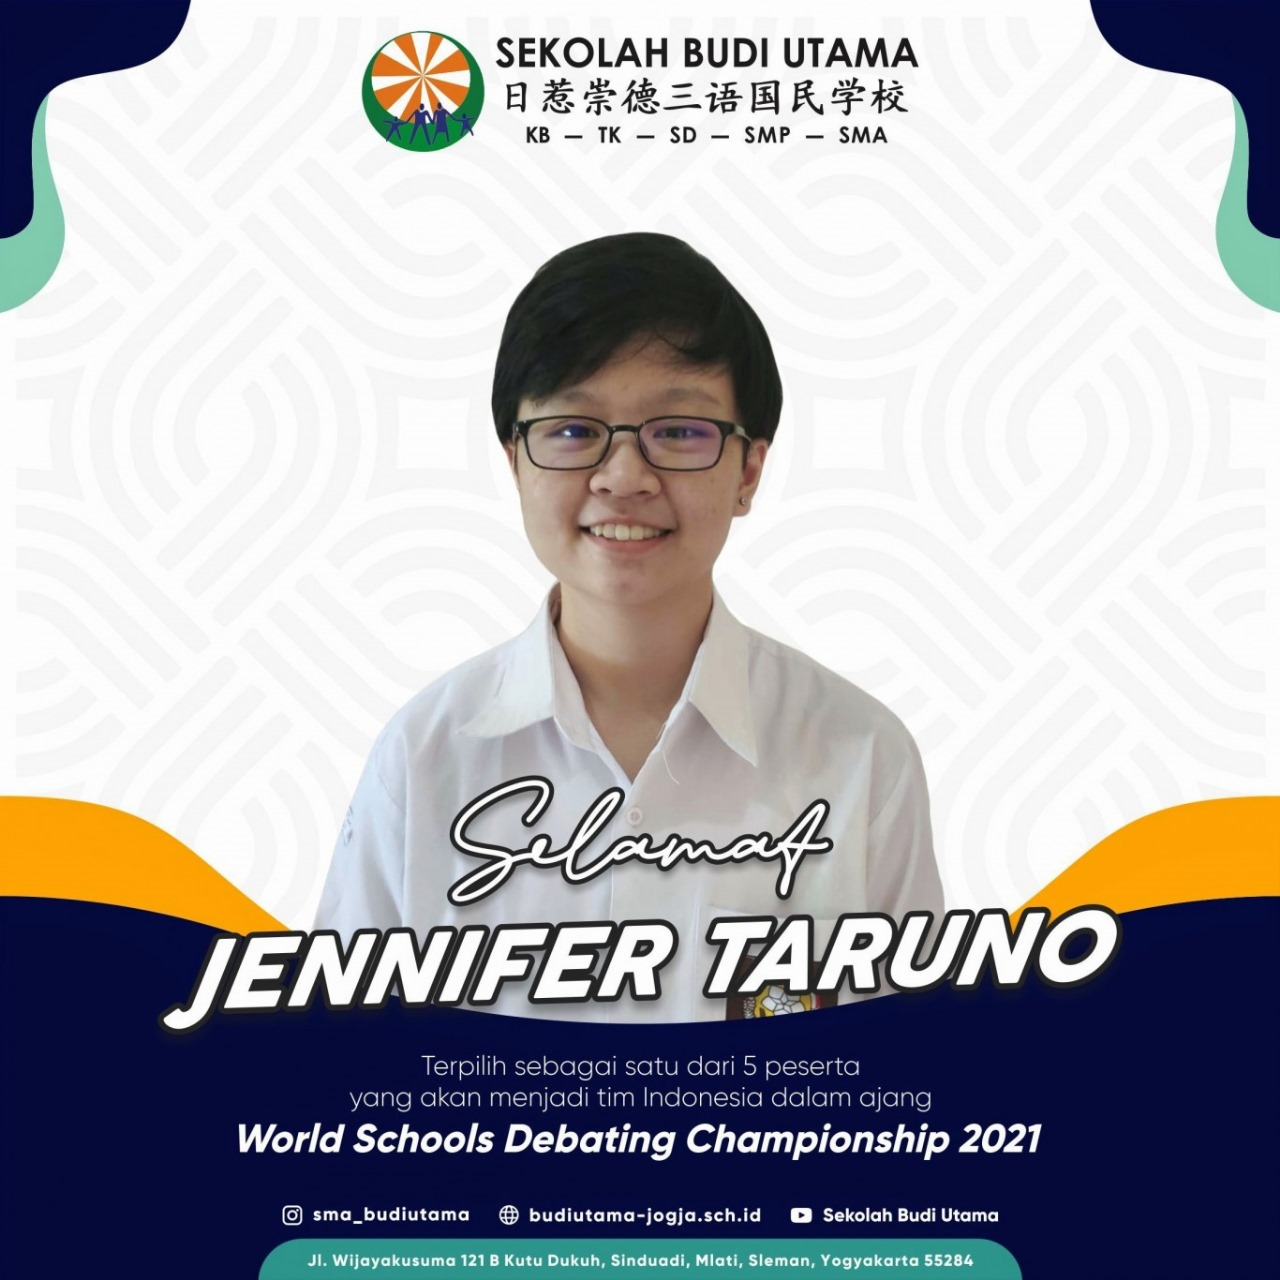 SEKOLAH BUDI UTAMA
日惹崇德三语国民学校
KB — TK — SD — SMP — SMA
Selamat
JENNIFER TARUNO
Terpilih sebagai satu dari 5 peserta
yang akan menjadi tim Indonesia dalam ajang
World Schools Debating Championship 2021
sma_budiutama budiutama-jogja.sch.id Sekolah Budi Utama
Jl. Wijayakusuma 121 B Kutu Dukuh, Sinduadi, Mlati, Sleman, Yogyakarta 55284